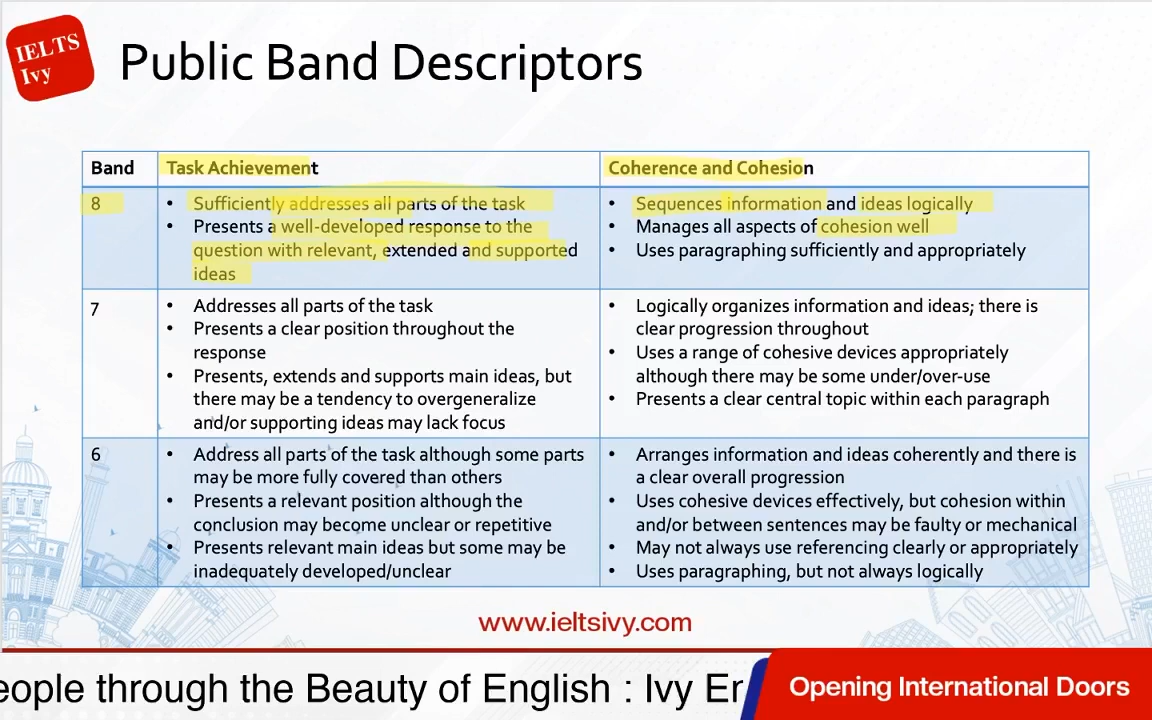 IELTS
Ivy
Public Band Descriptors
Band
Task Achievement
Coherence and Cohesion
8
• Sufficiently addresses all parts of the task
• Presents a well-developed response to the
question with relevant, extended and supported
ideas
• Sequences information and ideas logically
• Manages all aspects of cohesion well
• Uses paragraphing sufficiently and appropriately
7
• Addresses all parts of the task
• Presents a clear position throughout the
response
• Presents, extends and supports main ideas, but
there may be a tendency to overgeneralize
and/or supporting ideas may lack focus
• Logically organizes information and ideas; there is
clear progression throughout
• Uses a range of cohesive devices appropriately
although there may be some under/over-use
• Presents a clear central topic within each paragraph
6
• Address all parts of the task although some parts
may be more fully covered than others
• Presents a relevant position although the
conclusion may become unclear or repetitive
• Presents relevant main ideas but some may be
inadequately developed/unclear
• Arranges information and ideas coherently and there is
a clear overall progression
• Uses cohesive devices effectively, but cohesion within
and/or between sentences may be faulty or mechanical
• May not always use referencing clearly or appropriately
• Uses paragraphing, but not always logically
www.ieltsivy.com
eople through the Beauty of English : Ivy En
Opening International Doors